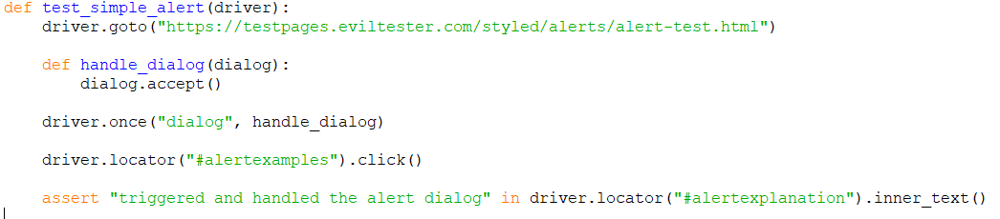 def test_simple_alert(driver):
    driver.goto("https://testpages.eviltester.com/styled/alerts/alert-test.html")
    def handle_dialog(dialog):
        dialog.accept()
    driver.once("dialog", handle_dialog)
    driver.locator("#alertexamples").click()
    assert "triggered and handled the alert dialog" in driver.locator("#alertexplanation").inner_text()